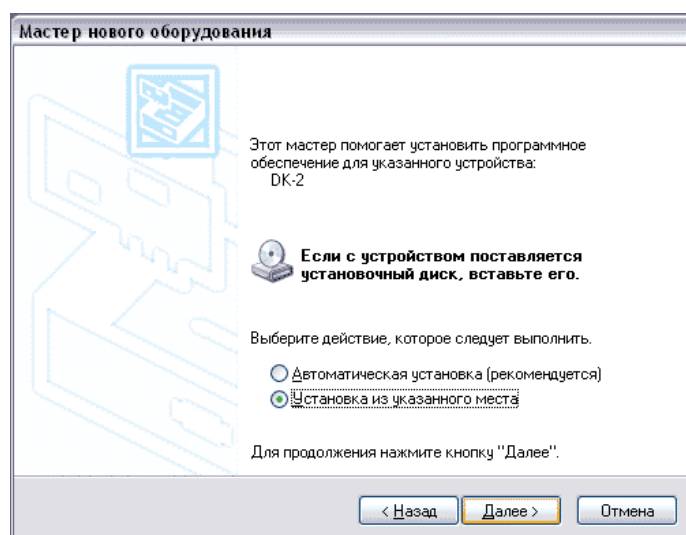 Мастер нового оборудования
Этот мастер помогает установить программное
обеспечение для указанного устройства:
DK-2
Если с устройством поставляется
установочный диск, вставьте его.
Выберите действие, которое следует выполнить.
Автоматическая установка (рекомендуется)
Установка из указанного места
Для продолжения нажмите кнопку "Далее".
< Назад
Далее >
Отмена